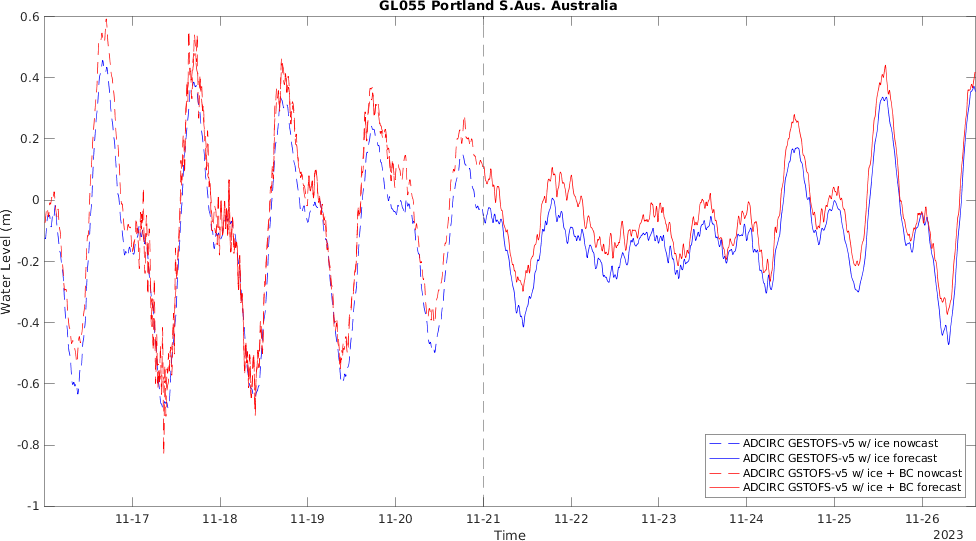 GL055 Portland S.Aus. Australia
0.6
0.4
0.2
0
-0.2
-0.4
-0.6
-0.8
-1
Water Level (m)
ADCIRC GESTOFS-v5 w/ ice nowcast
ADCIRC GESTOFS-v5 w/ ice forecast
ADCIRC GSTOFS-v5 w/ ice + BC nowcast
ADCIRC GSTOFS-v5 w/ ice + BC forecast
11-17 11-18 11-19 11-20 11-21 11-22 11-23 11-24 11-25 11-26
Time
2023